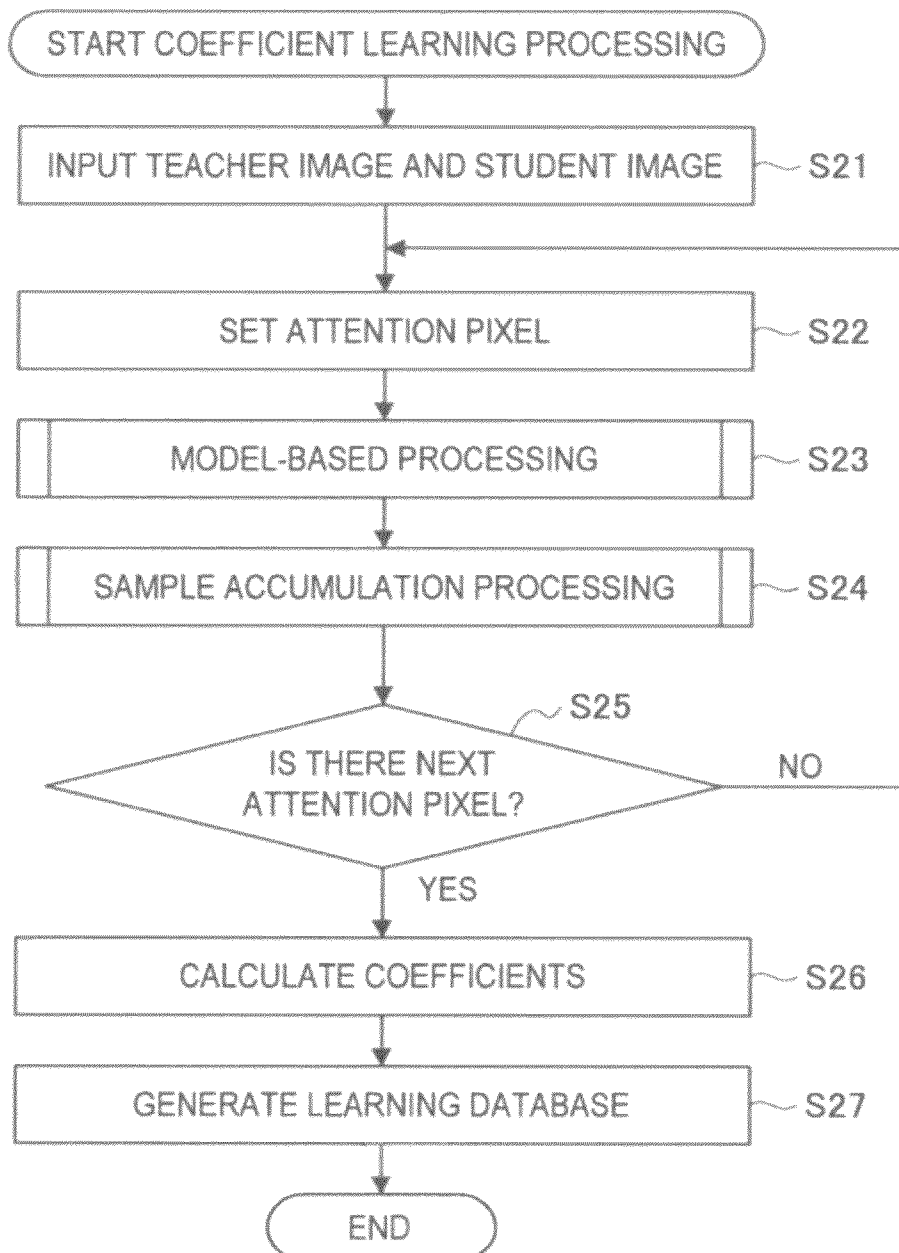 START COEFFICIENT LEARNING PROCESSING
INPUT TEACHER IMAGE AND STUDENT IMAGE
S21
SET ATTENTION PIXEL
S22
MODEL-BASED PROCESSING
S23
SAMPLE ACCUMULATION PROCESSING
S24
S25
IS THERE NEXT
ATTENTION PIXEL?
NO
YES
CALCULATE COEFFICIENTS
S26
GENERATE LEARNING DATABASE
S27
END